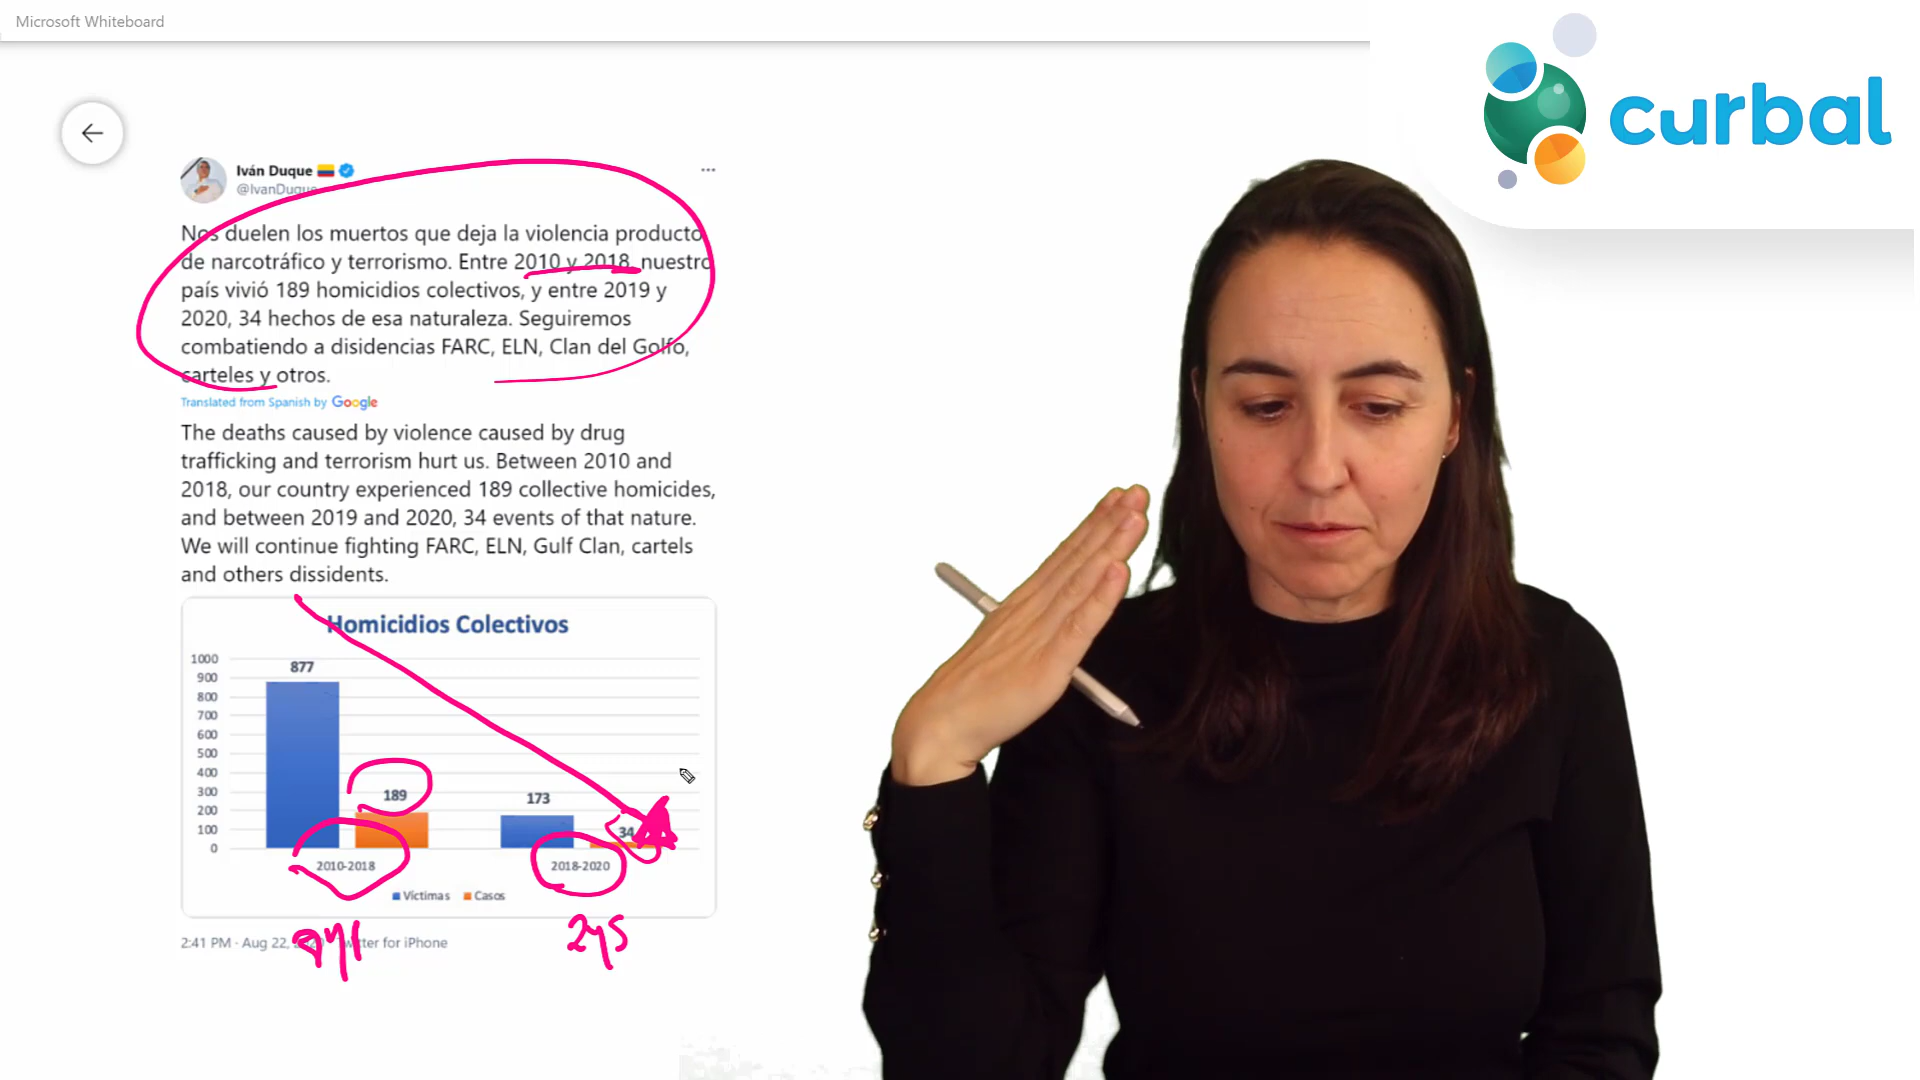 Microsoft Whiteboard
curbal
Iván Duque
@IvanDuque
Nos duelen los muertos que deja la violencia producto
de narcotráfico y terrorismo. Entre 2010 y 2018, nuestro
país vivió 189 homicidios colectivos, y entre 2019 y
2020, 34 hechos de esa naturaleza. Seguiremos
combatiendo a disidencias FARC, ELN, Clan del Golfo,
carteles y otros.
Translated from Spanish by Google
The deaths caused by violence caused by drug
trafficking and terrorism hurt us. Between 2010 and
2018, our country experienced 189 collective homicides,
and between 2019 and 2020, 34 events of that nature.
We will continue fighting FARC, ELN, Gulf Clan, cartels
and others dissidents.
Homicidios Colectivos
1000
900
800
700
600
500
400
300
200
100
0
877
189
173
34
2010-2018
2018-2020
Víctimas Casos
2ys
2:41 PM · Aug 22, for iPhone